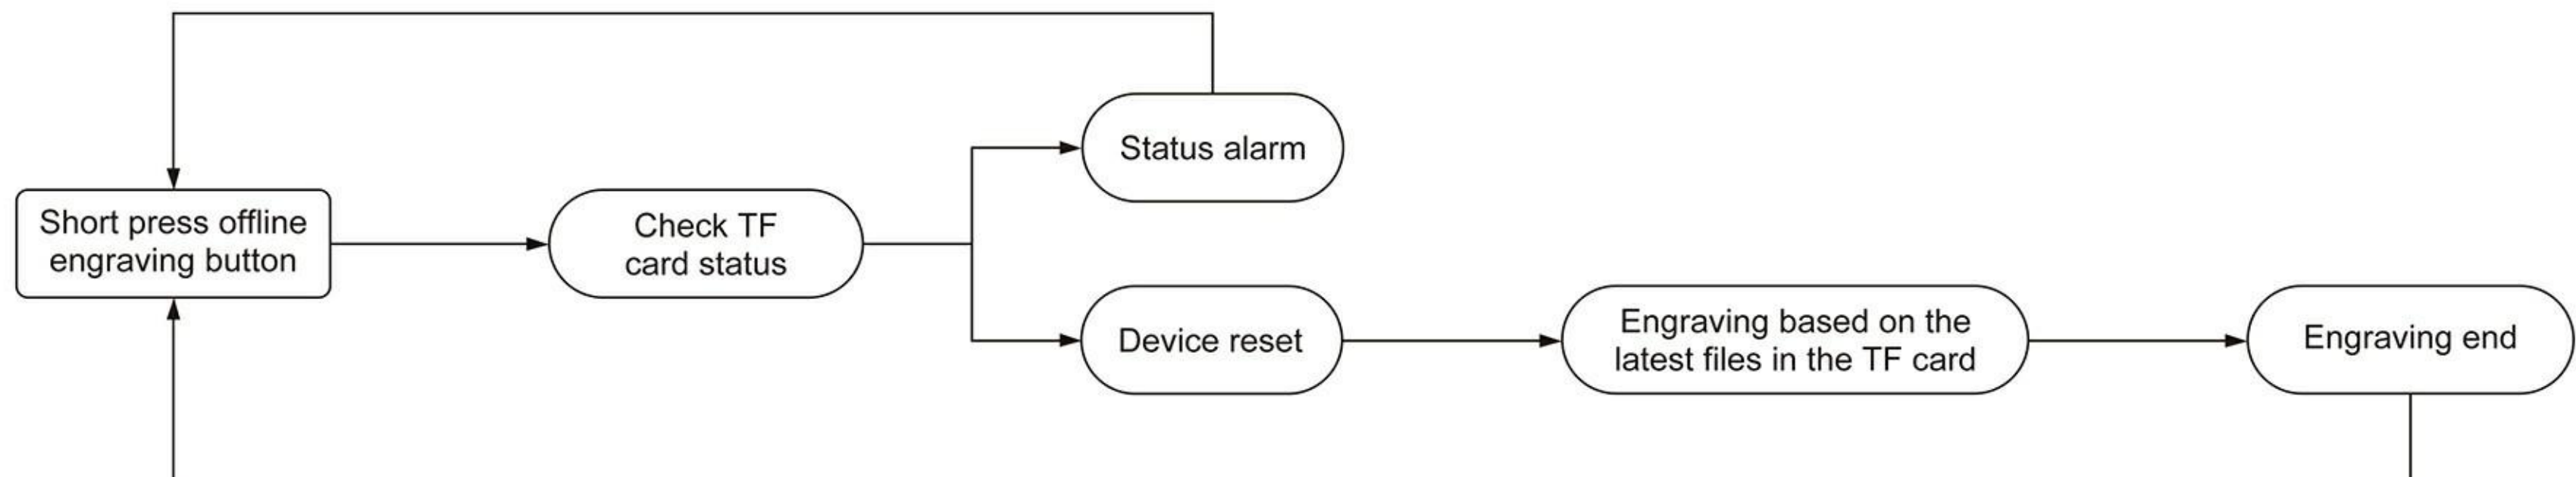 Status alarm
Short press offline
engraving button
Check TF
card status
Device reset
Engraving based on the
latest files in the TF card
Engraving end